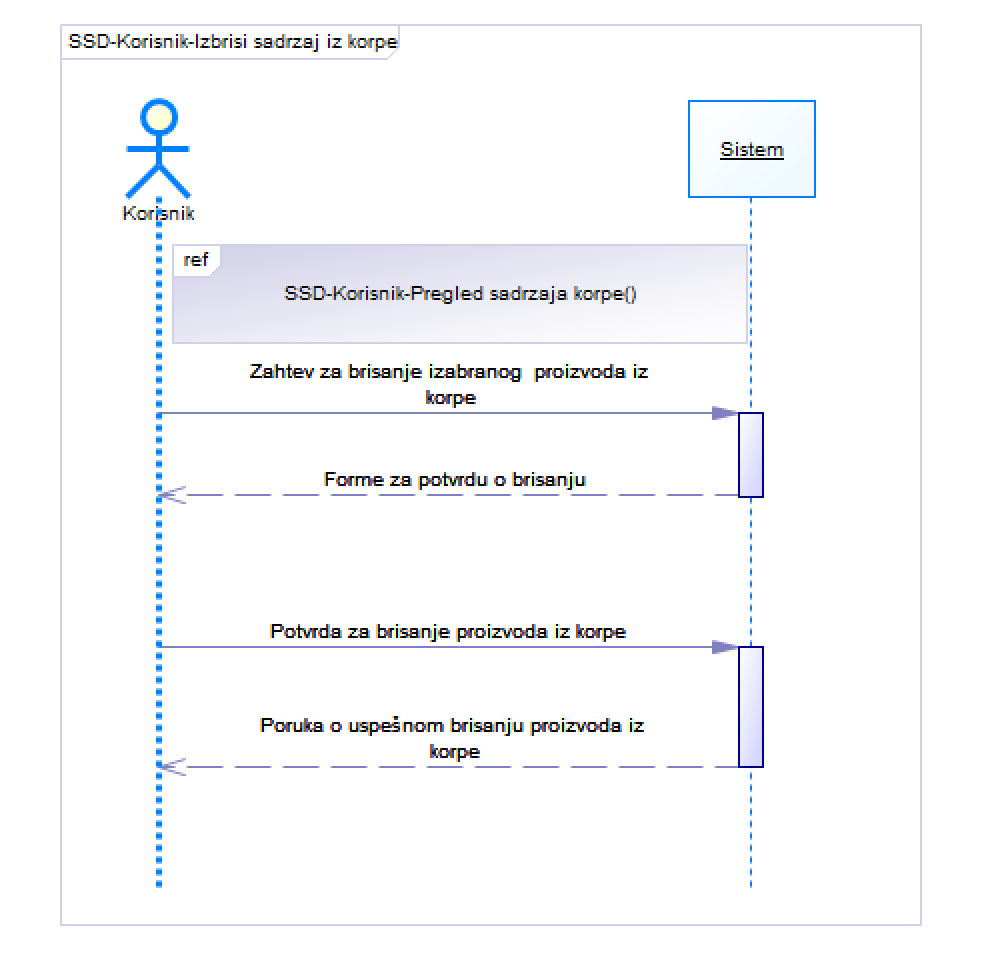 SSD-Korisnik-Izbrisi sadrzaj iz korpe
Sistem
Korisnik
ref
SSD-Korisnik-Pregled sadrzaja korpe()
Zahtev za brisanje izabranog proizvoda iz
korpe
Forme za potvrdu o brisanju
Potvrda za brisanje proizvoda iz korpe
Poruka o uspešnom brisanju proizvoda iz
korpe